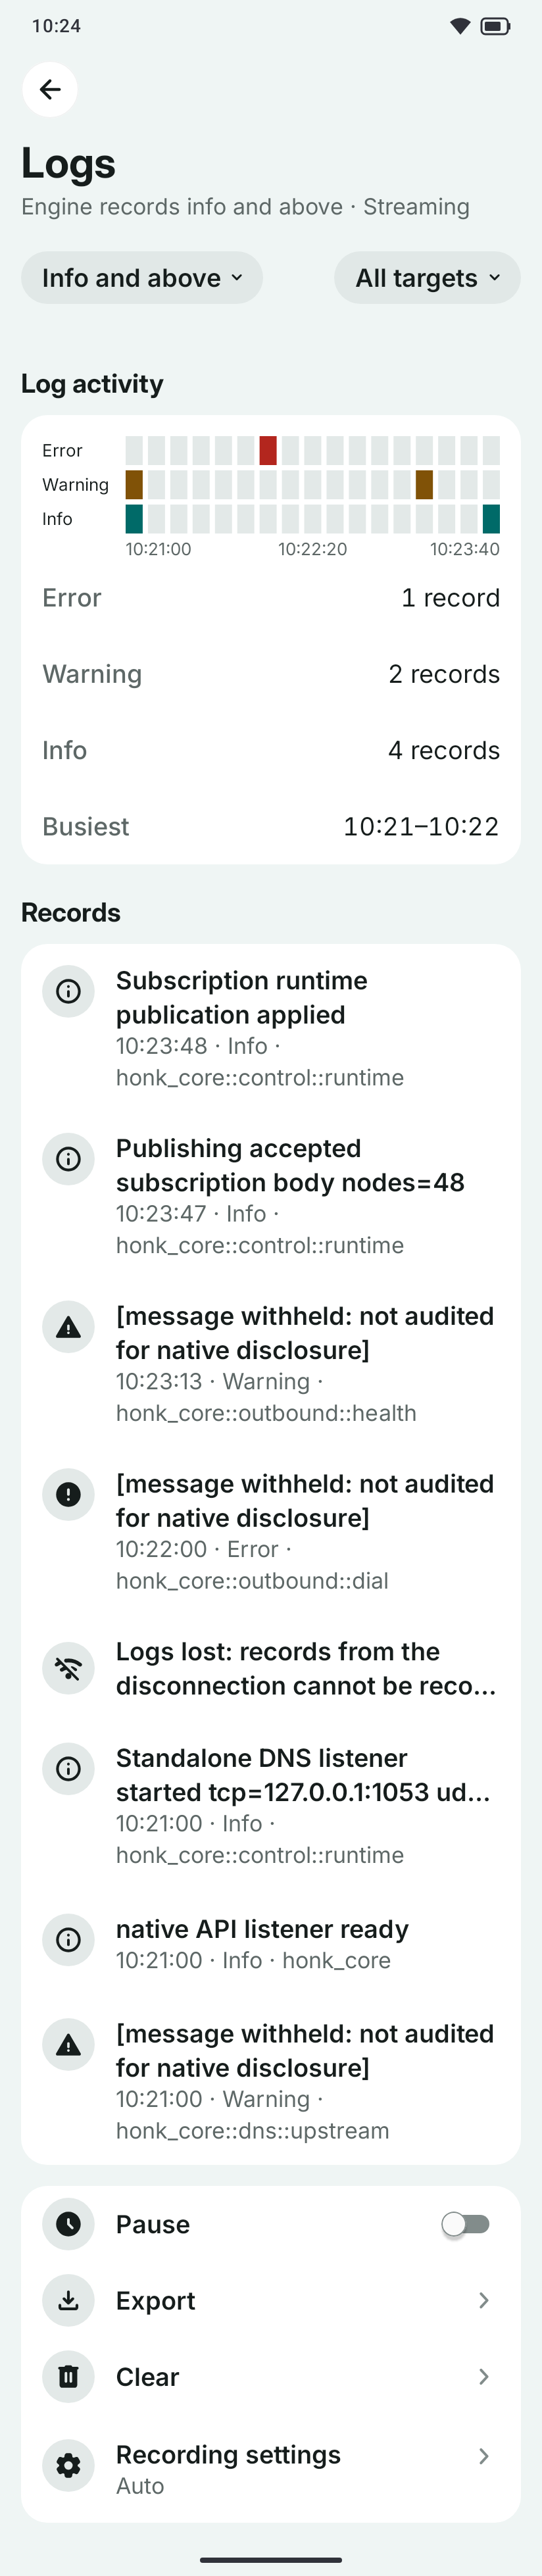 10:24
Logs
Engine records info and above · Streaming
Info and above
All targets
Log activity
Error
Warning
Info
10:21:00 10:22:20 10:23:40
Error 1 record
Warning 2 records
Info 4 records
Busiest 10:21–10:22
Records
Subscription runtime
publication applied
10:23:48 · Info ·
honk_core::control::runtime
Publishing accepted
subscription body nodes=48
10:23:47 · Info ·
honk_core::control::runtime
[message withheld: not audited
for native disclosure]
10:23:13 · Warning ·
honk_core::outbound::health
[message withheld: not audited
for native disclosure]
10:22:00 · Error ·
honk_core::outbound::dial
Logs lost: records from the
disconnection cannot be reco...
Standalone DNS listener
started tcp=127.0.0.1:1053 ud...
10:21:00 · Info ·
honk_core::control::runtime
native API listener ready
10:21:00 · Info · honk_core
[message withheld: not audited
for native disclosure]
10:21:00 · Warning ·
honk_core::dns::upstream
Pause
Export
Clear
Recording settings
Auto